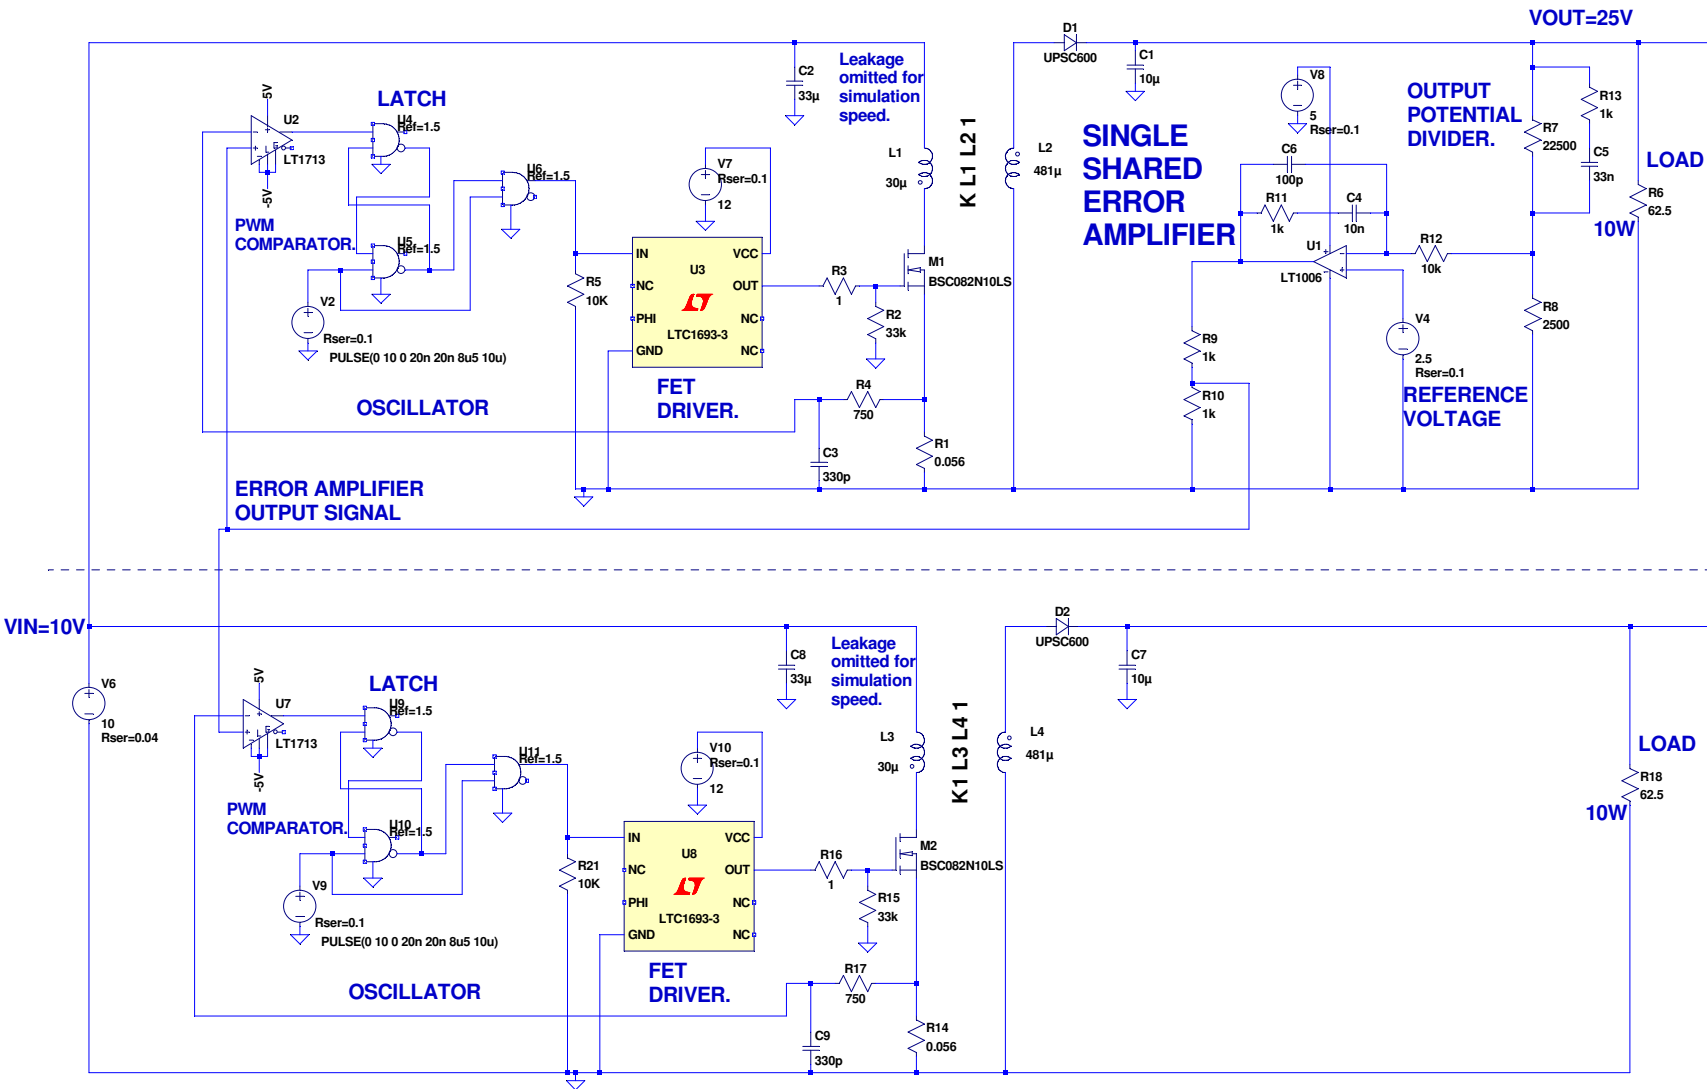 VOUT=25V
D1
UPSC600
C1
10µ
C2
33µ
Leakage
omitted for
simulation
speed.
V8
5
Rser=0.1
OUTPUT
POTENTIAL
DIVIDER.
R13
1k
R7
22500
C5
33n
LOAD
R6
62.5
10W
5V
U2
LT1713
-5V
LATCH
U4
Ref=1.5
U6
Ref=1.5
V7
Rser=0.1
12
L1
30µ
K L1 L2 1
L2
481µ
SINGLE
SHARED
ERROR
AMPLIFIER
C6
100p
R11
1k
C4
10n
U1
LT1006
R12
10k
PWM
COMPARATOR.
U5
Ref=1.5
V2
Rser=0.1
PULSE(0 10 0 20n 20n 8u5 10u)
R5
10K
IN
VCC
U3
NC
OUT
PHI
NC
LTC1693-3
GND
NC
R3
1
R2
33k
M1
BSC082N10LS
R8
2500
V4
2.5
Rser=0.1
R9
1k
R10
1k
REFERENCE
VOLTAGE
OSCILLATOR
FET
DRIVER.
R4
750
C3
330p
R1
0.056
ERROR AMPLIFIER
OUTPUT SIGNAL
VIN=10V
D2
UPSC600
C7
10µ
C8
33µ
Leakage
omitted for
simulation
speed.
V6
10
Rser=0.04
5V
U7
LT1713
-5V
LATCH
U9
Ref=1.5
U11
Ref=1.5
V10
Rser=0.1
12
L3
30µ
K1 L3 L4 1
L4
481µ
LOAD
R18
62.5
10W
PWM
COMPARATOR.
U10
Ref=1.5
V9
Rser=0.1
PULSE(0 10 0 20n 20n 8u5 10u)
R21
10K
IN
VCC
U8
NC
OUT
PHI
NC
LTC1693-3
GND
NC
R16
1
R15
33k
M2
BSC082N10LS
OSCILLATOR
FET
DRIVER.
R17
750
C9
330p
R14
0.056